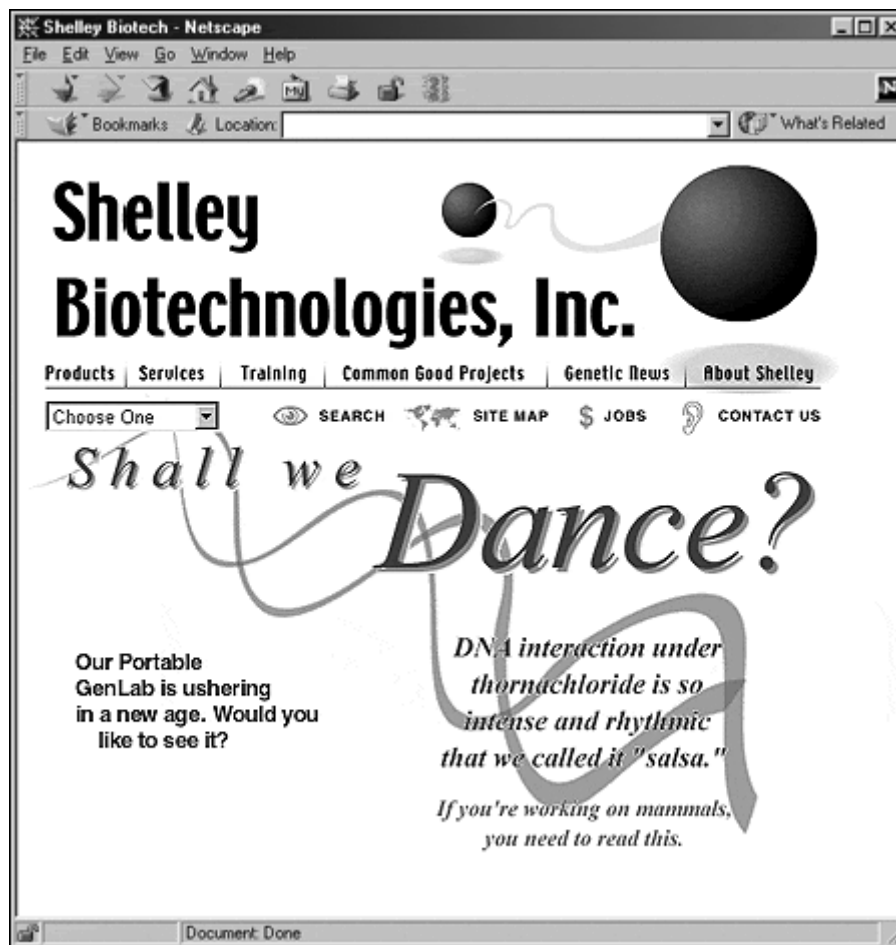 Shelley Biotech - Netscape
File Edit View Go Window Help
My
N
Bookmarks Location: What's Related
Shelley
Biotechnologies, Inc.
Products Services Training Common Good Projects Genetic News About Shelley
Choose One SEARCH SITE MAP $ JOBS CONTACT US
Shall we
Dance?
Our Portable
GenLab is ushering
in a new age. Would you
like to see it?
DNA interaction under
thornachloride is so
intense and rhythmic
that we called it "salsa."
If you're working on mammals,
you need to read this.
Document: Done